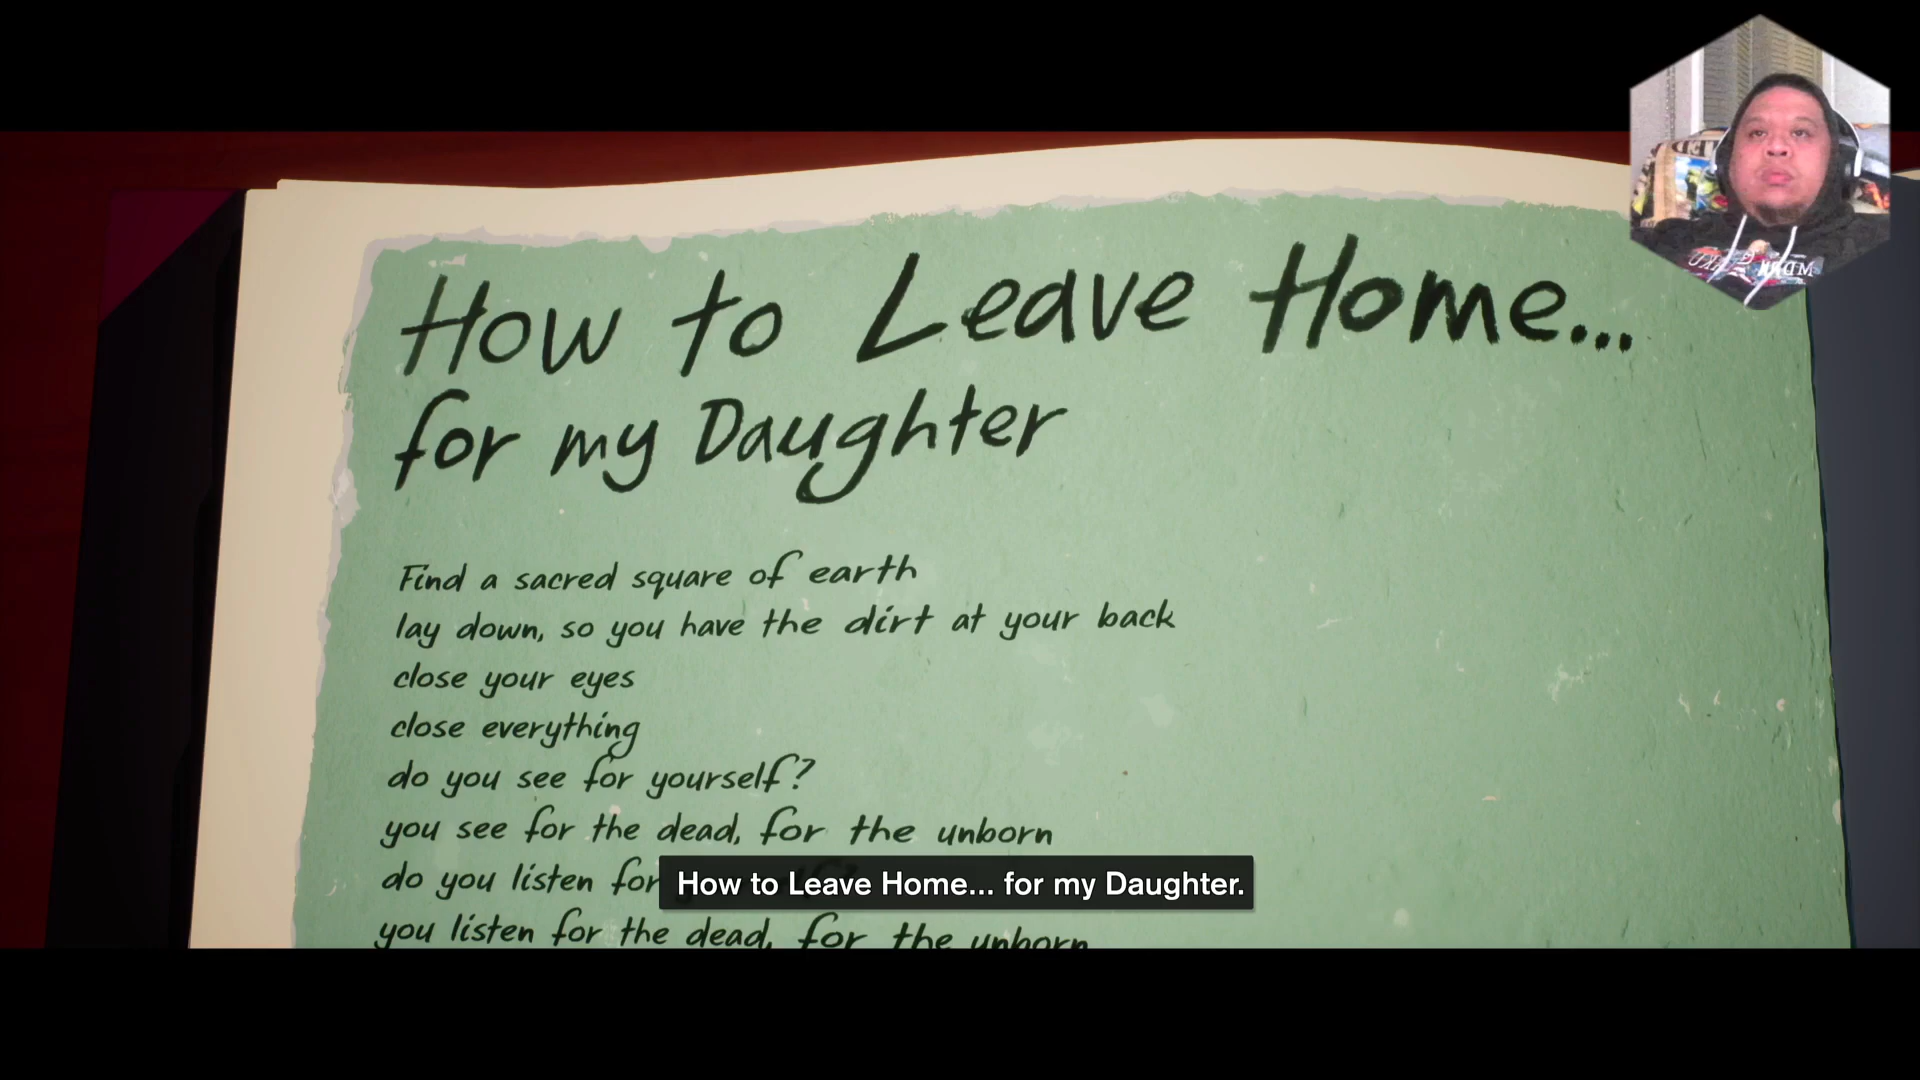 How to Leave Home...
for my Daughter
Find a sacred square of earth
lay down, so you have the dirt at your back
close your eyes
close everything
do you see for yourself?
you see for the dead, for the unborn
do you listen for
How to Leave Home... for my Daughter.
you listen for the dead, for the unborn